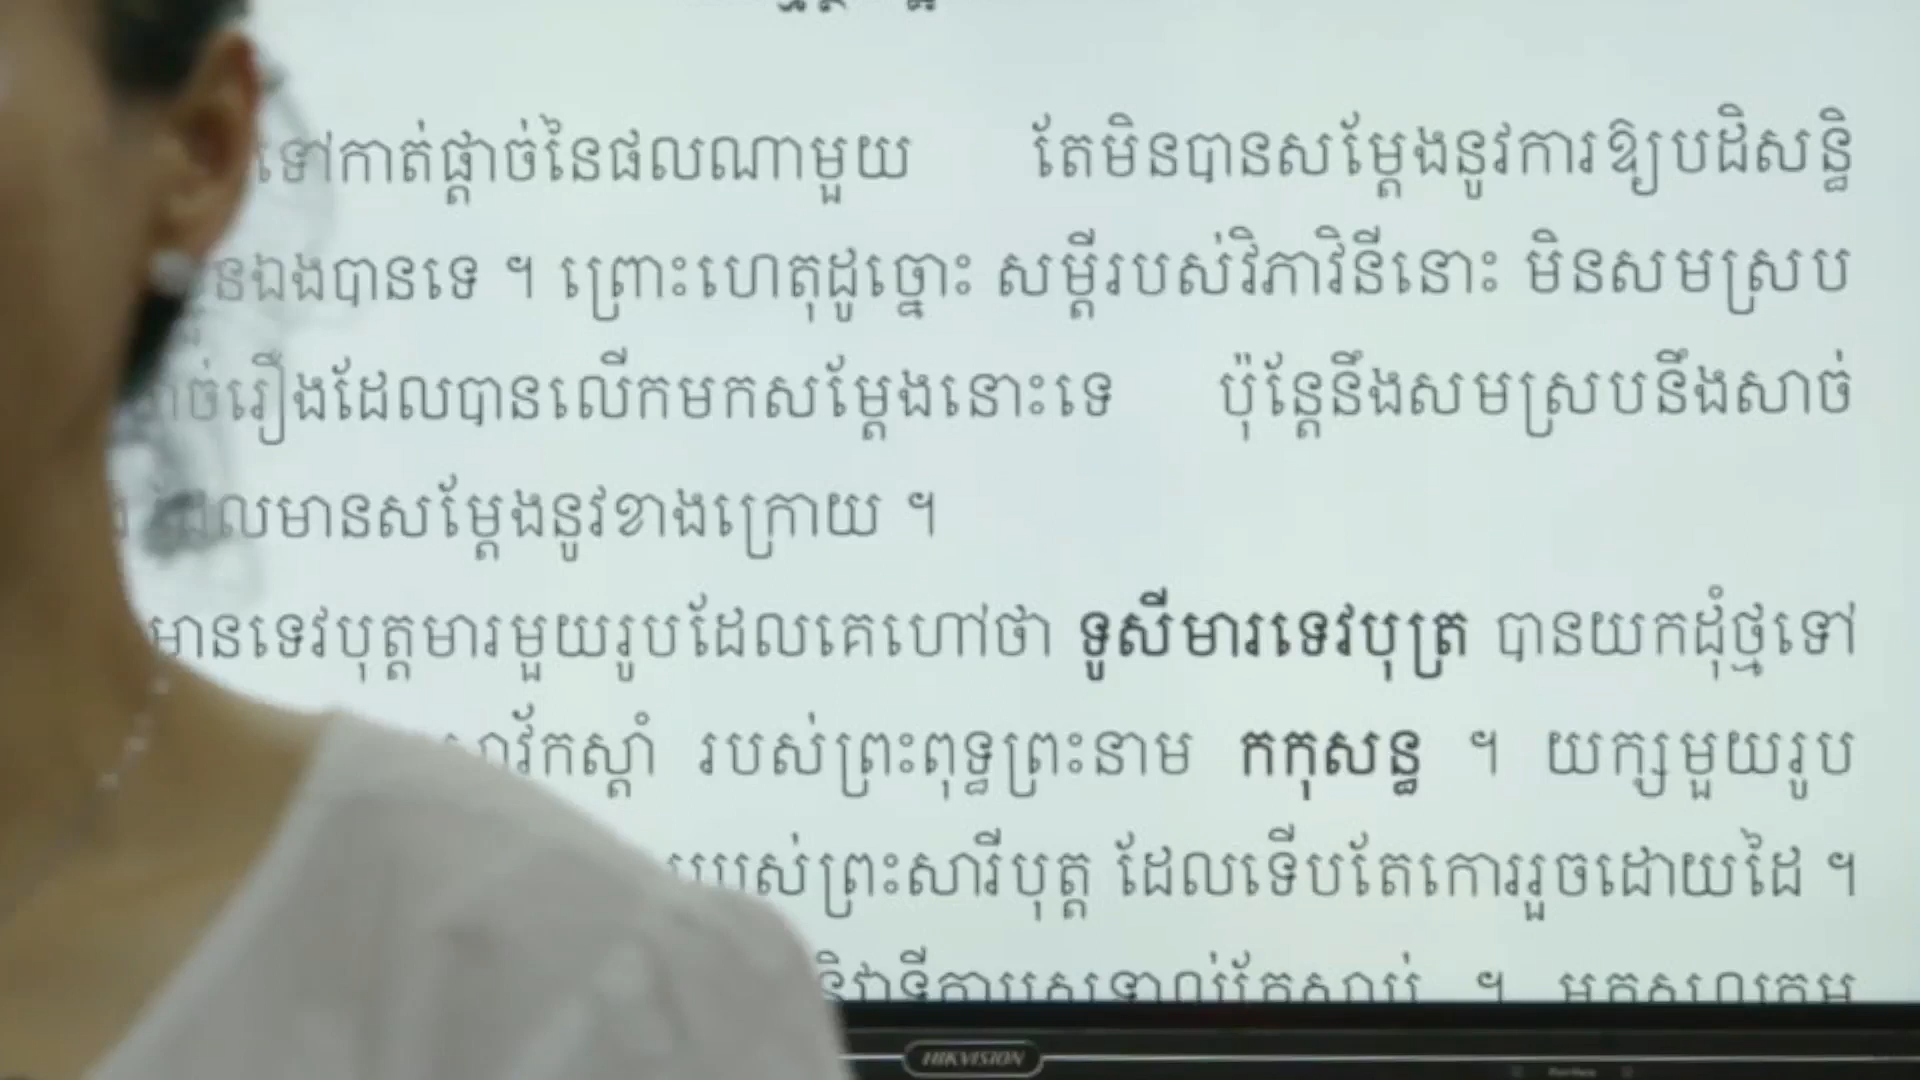 ទៅកាត់ផ្តាច់នៃផលណាមួយ តែមិនបានសម្តែងនូវការឱ្យបដិសន្ធិ
ឯងបានទេ ។ ព្រោះហេតុដូច្នោះ សម្តីរបស់វិភាវិនីនោះ មិនសមស្រប
រឿងដែលបានលើកមកសម្តែងនោះទេ ប៉ុន្តែនឹងសមស្របនឹងសាច់
ដែលមានសម្តែងនូវខាងក្រោយ ។
មានទេវបុត្តមារមួយរូបដែលគេហៅថា ទូសីមារទេវបុត្រ បានយកដុំថ្មទៅ
ស្តាំ របស់ព្រះពុទ្ធព្រះនាម កកុសន្ធ ។ យក្សមួយរូប
របស់ព្រះសារីបុត្ត ដែលទើបតែកោររួចដោយដៃ ។
HIKVISION